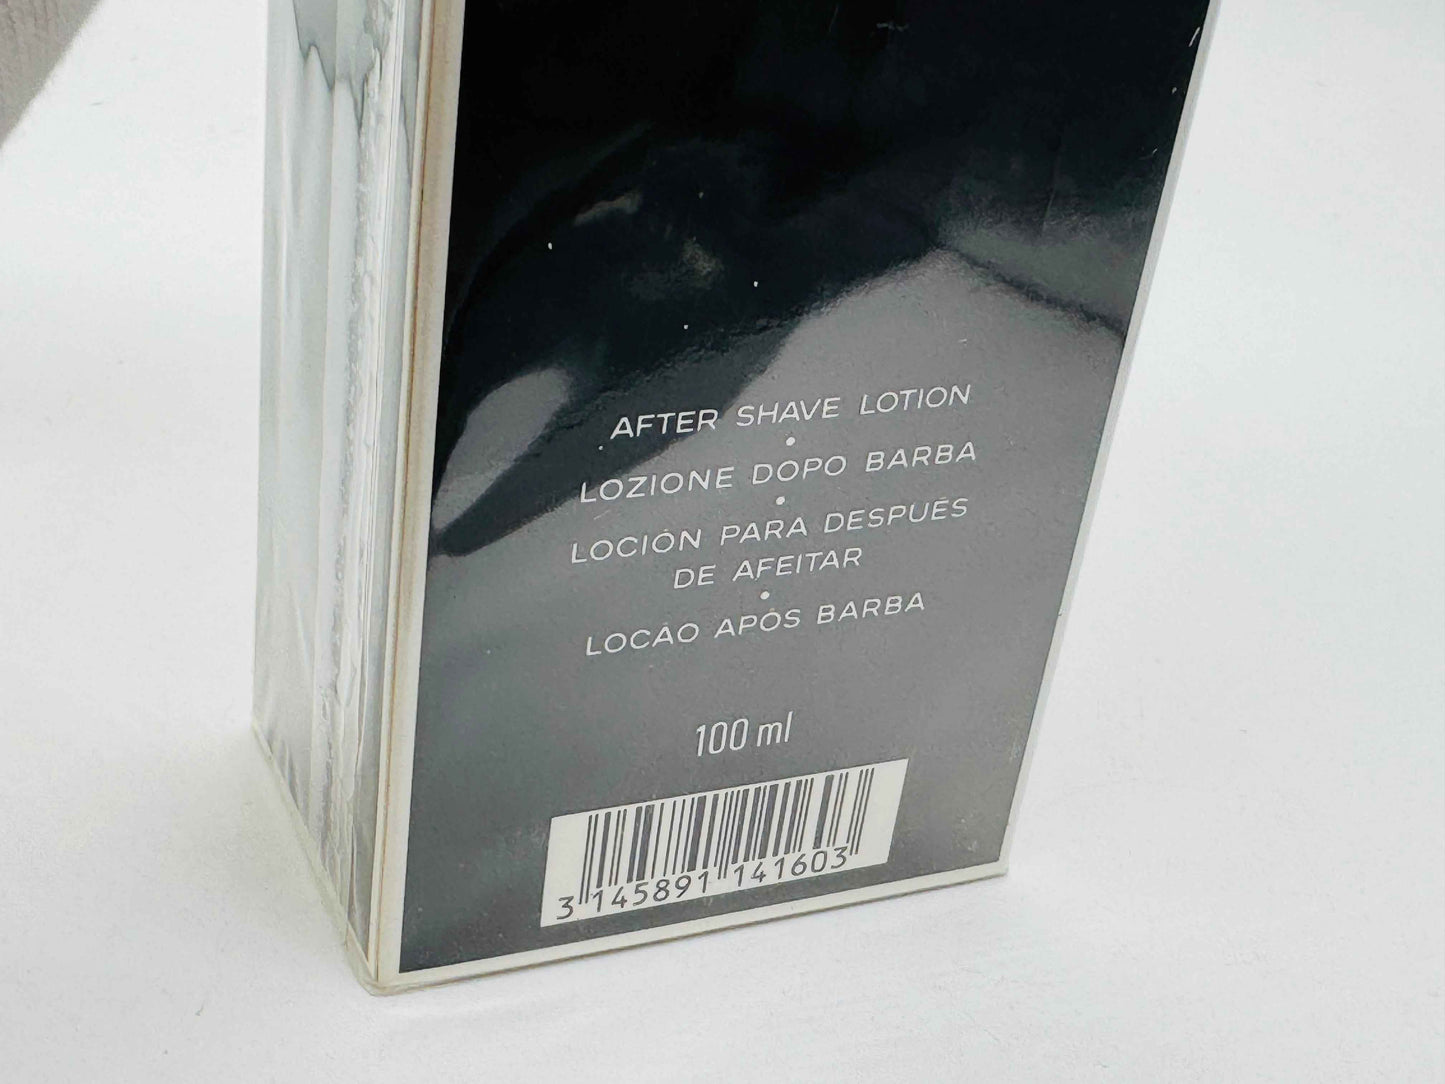 AFTER SHAVE LOTION
•
LOZIONE DOPO BARBA
•
LOCIÓN PARA DESPUÉS
DE AFEITAR
•
LOCÃO APÓS BARBA
100 ml
3 145891 141603